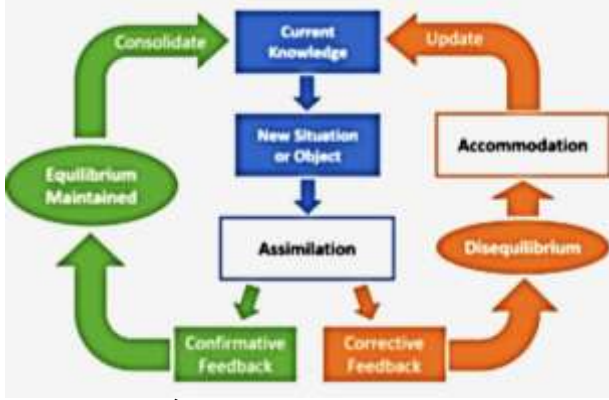 Consolidate
Current
Knowledge
Update
New Situation
or Object
Accommodation
Equilibrium
Maintained
Assimilation
Disequilibrium
Confirmative
Feedback
Corrective
Feedback